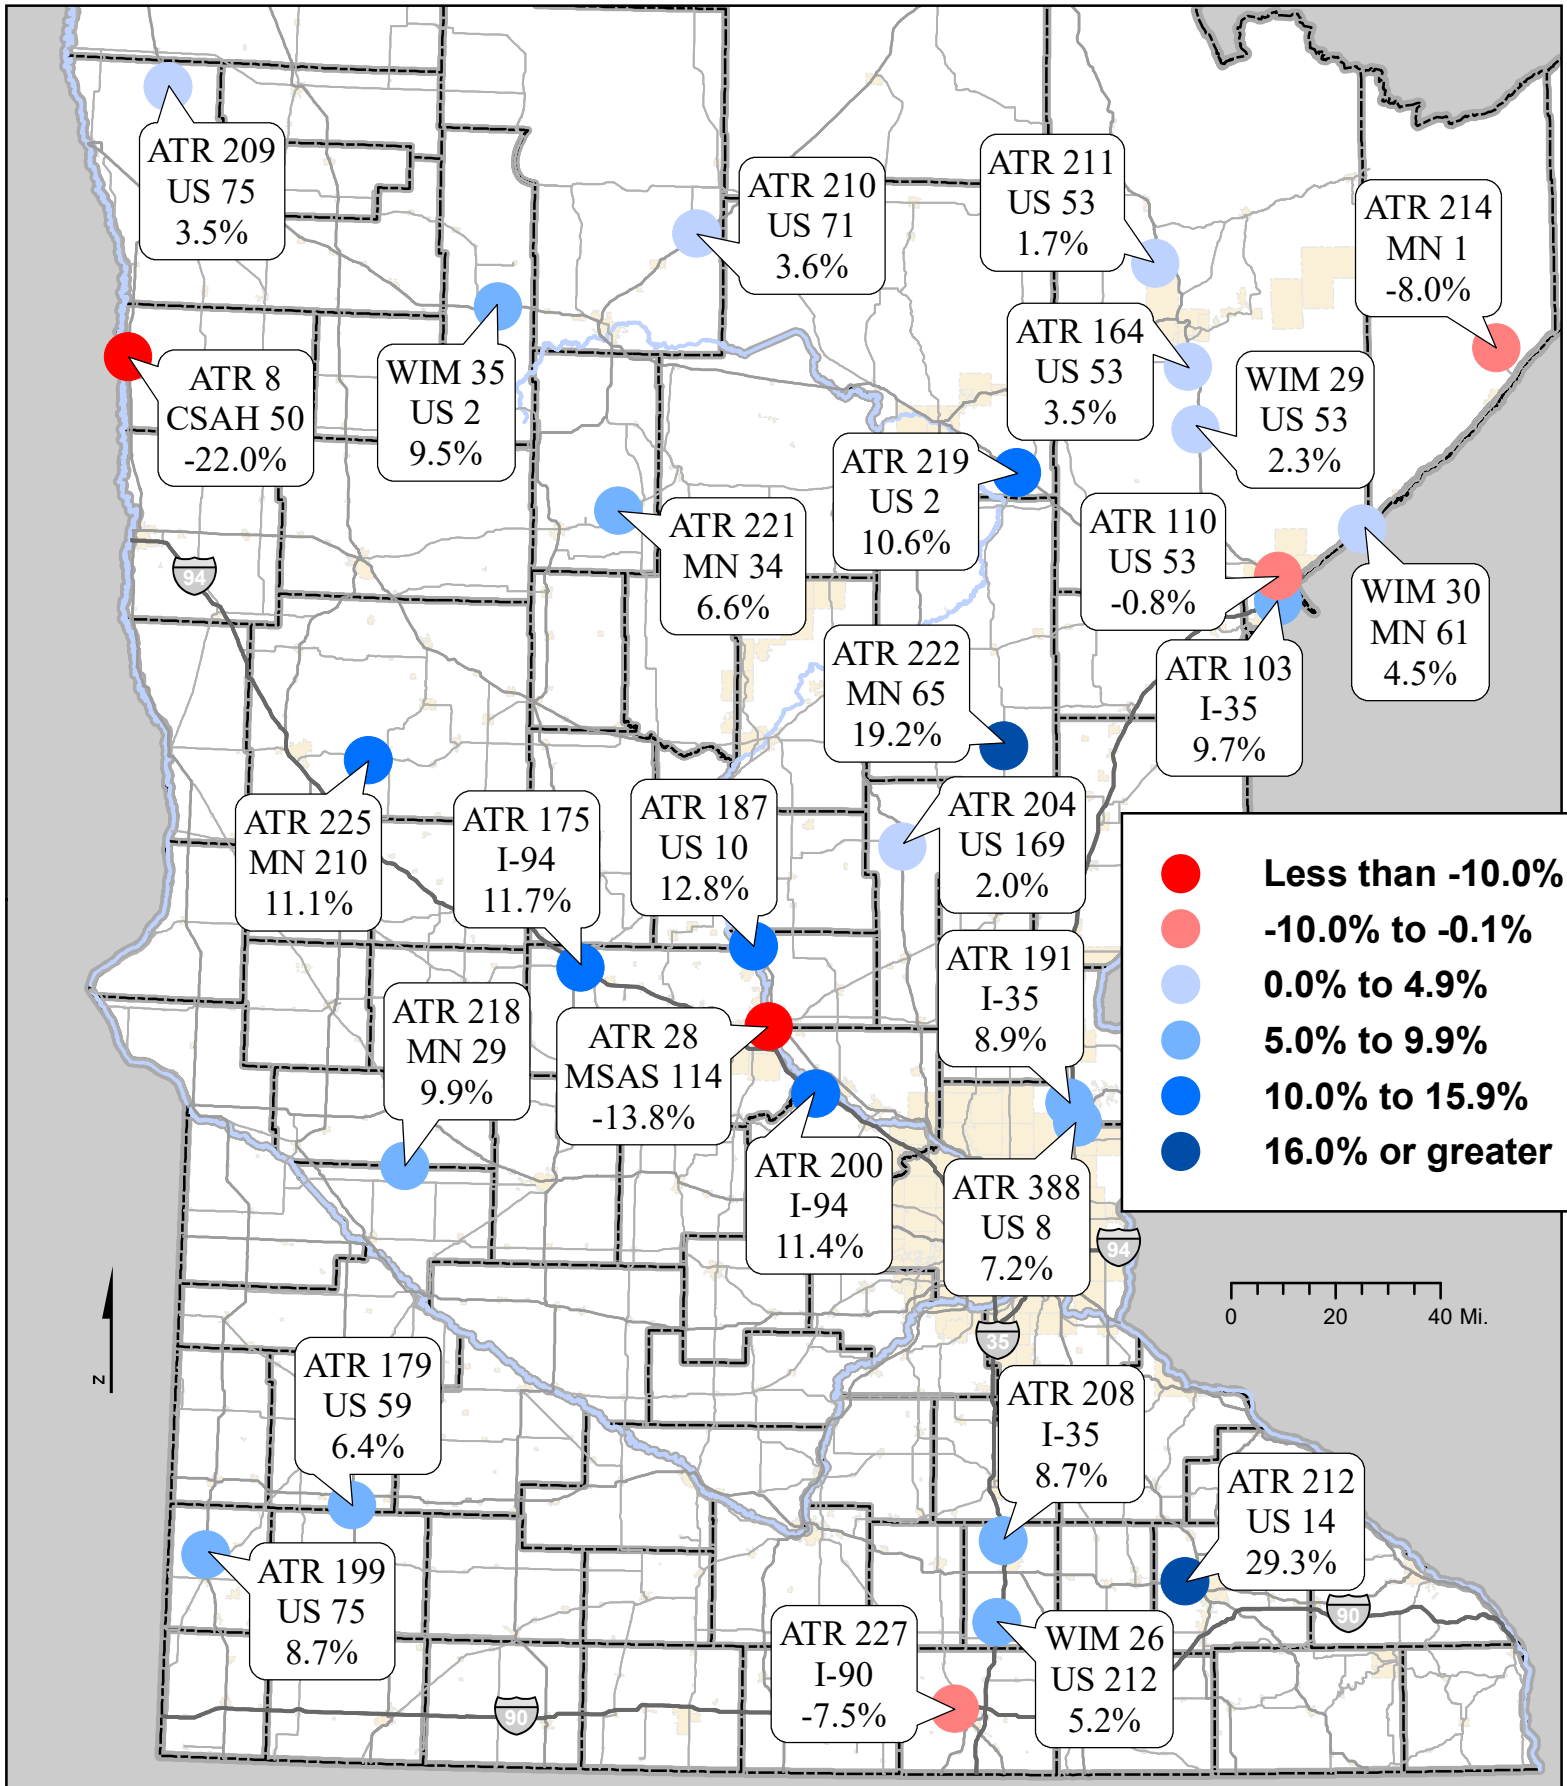 ATR 209
US 75
3.5%
ATR 210
US 71
3.6%
ATR 211
US 53
1.7%
ATR 214
MN 1
-8.0%
ATR 8
CSAH 50
-22.0%
WIM 35
US 2
9.5%
ATR 164
US 53
3.5%
WIM 29
US 53
2.3%
ATR 219
US 2
10.6%
ATR 221
MN 34
6.6%
ATR 110
US 53
-0.8%
WIM 30
MN 61
4.5%
94
ATR 222
MN 65
19.2%
ATR 103
I-35
9.7%
ATR 225
MN 210
11.1%
ATR 175
I-94
11.7%
ATR 187
US 10
12.8%
ATR 204
US 169
2.0%
Less than -10.0%
-10.0% to -0.1%
0.0% to 4.9%
5.0% to 9.9%
10.0% to 15.9%
16.0% or greater
ATR 191
I-35
8.9%
ATR 218
MN 29
9.9%
ATR 28
MSAS 114
-13.8%
ATR 200
I-94
11.4%
ATR 388
US 8
7.2%
94
0 20 40 Mi.
35
N
ATR 179
US 59
6.4%
ATR 208
I-35
8.7%
ATR 212
US 14
29.3%
ATR 199
US 75
8.7%
ATR 227
I-90
-7.5%
WIM 26
US 212
5.2%
90
90